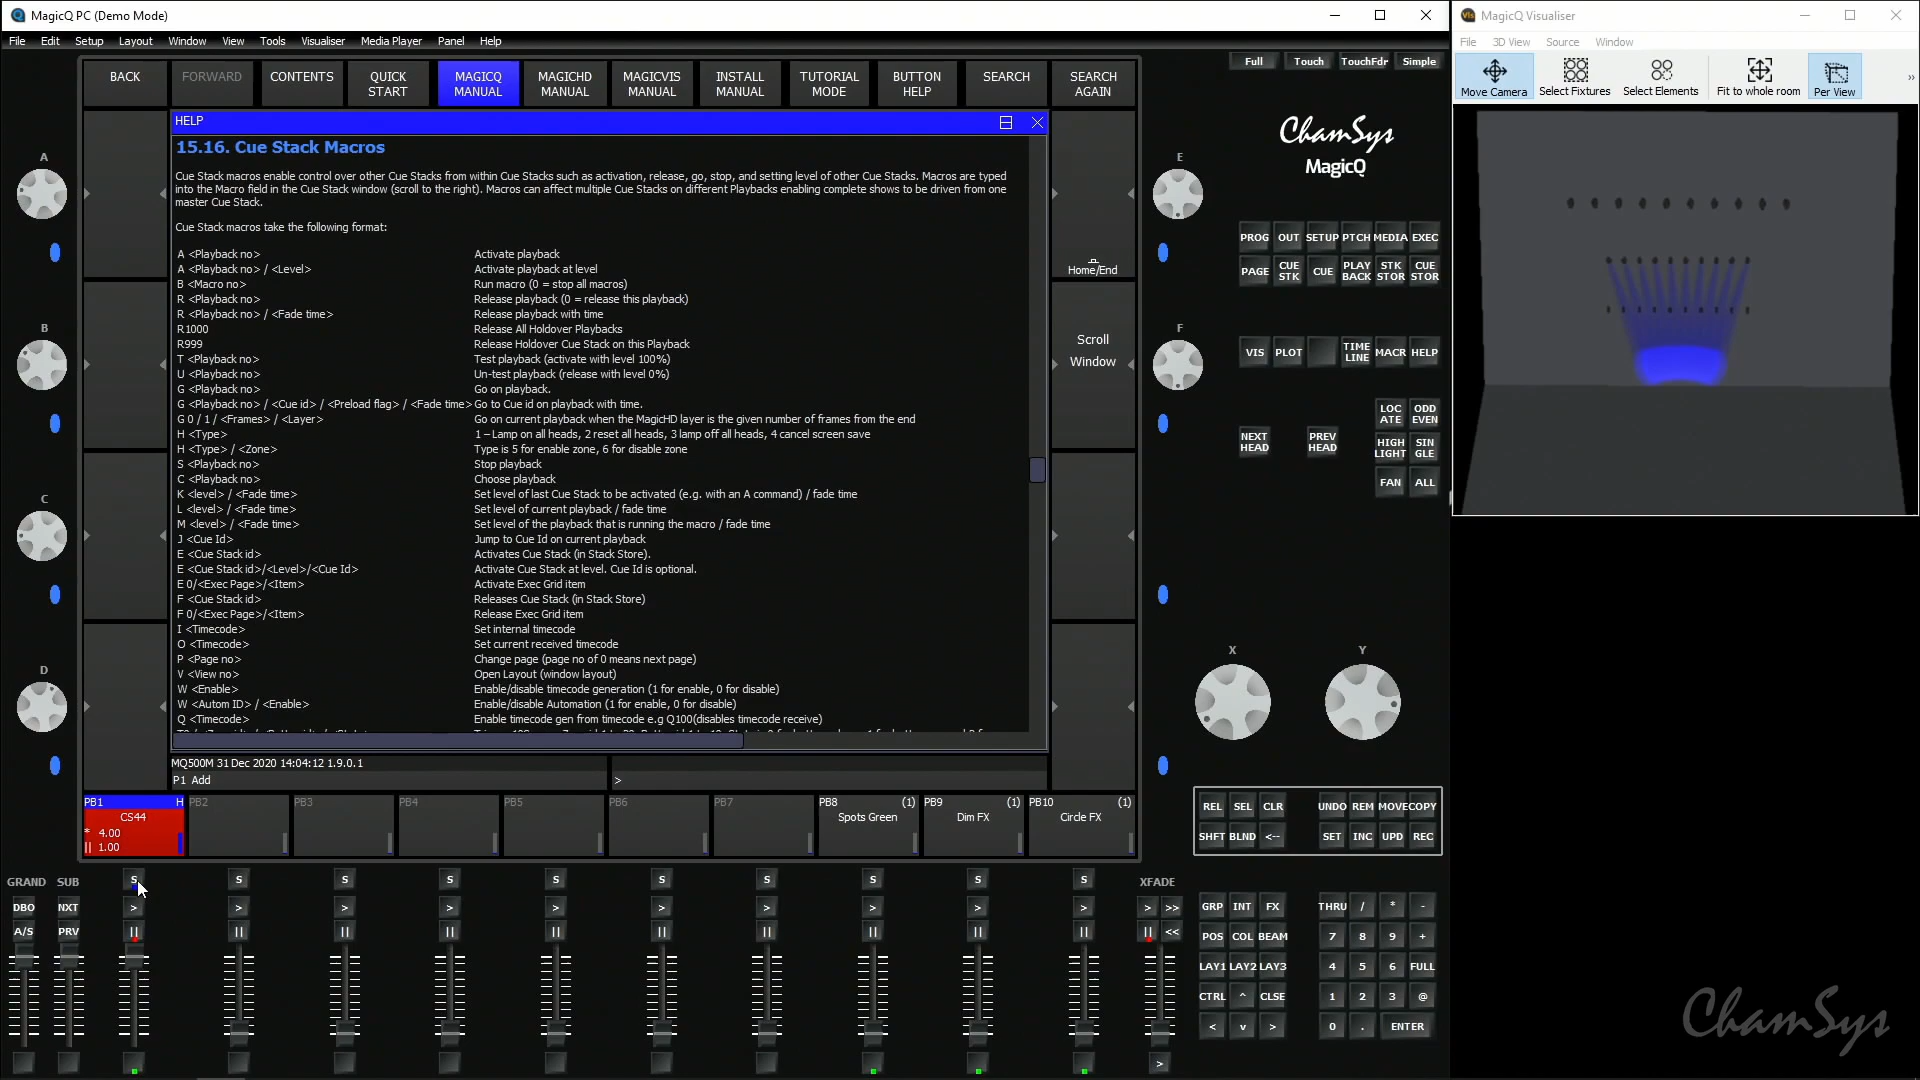 MagicQ PC (Demo Mode)
File Edit Setup Layout Window View Tools Visualiser Media Player Panel Help
BACK FORWARD CONTENTS QUICK START MAGICQ MANUAL MAGICHD MANUAL MAGICVIS MANUAL INSTALL MANUAL TUTORIAL MODE BUTTON HELP SEARCH SEARCH AGAIN
HELP
15.16. Cue Stack Macros
Cue Stack macros enable control over other Cue Stacks from within Cue Stacks such as activation, release, go, stop, and setting level of other Cue Stacks. Macros are typed
into the Macro field in the Cue Stack window (scroll to the right). Macros can affect multiple Cue Stacks on different Playbacks enabling complete shows to be driven from one
master Cue Stack.
Cue Stack macros take the following format:
A <Playback no> Activate playback
A <Playback no> / <Level> Activate playback at level
B <Macro no> Run macro (0 = stop all macros)
R <Playback no> Release playback (0 = release this playback)
R <Playback no> / <Fade time> Release playback with time
R1000 Release All Holdover Playbacks
R999 Release Holdover Cue Stack on this Playback
T <Playback no> Test playback (activate with level 100%)
U <Playback no> Un-test playback (release with level 0%)
G <Playback no> Go on playback.
G <Playback no> / <Cue id> / <Preload flag> / <Fade time> Go to Cue id on playback with time.
G 0 / 1 / <Frames> / <Layer> Go on current playback when the MagicHD layer is the given number of frames from the end
H <Type> 1 – Lamp on all heads, 2 reset all heads, 3 lamp off all heads, 4 cancel screen save
H <Type> / <Zone> Type is 5 for enable zone, 6 for disable zone
S <Playback no> Stop playback
C <Playback no> Choose playback
K <level> / <Fade time> Set level of last Cue Stack to be activated (e.g. with an A command) / fade time
L <level> / <Fade time> Set level of current playback / fade time
M <level> / <Fade time> Set level of the playback that is running the macro / fade time
J <Cue Id> Jump to Cue Id on current playback
E <Cue Stack id> Activates Cue Stack (in Stack Store).
E <Cue Stack id>/<Level>/<Cue Id> Activate Cue Stack at level. Cue Id is optional.
E 0/<Exec Page>/<Item> Activate Exec Grid item
F <Cue Stack id> Releases Cue Stack (in Stack Store)
F 0/<Exec Page>/<Item> Release Exec Grid item
I <Timecode> Set internal timecode
O <Timecode> Set current received timecode
P <Page no> Change page (page no of 0 means next page)
V <View no> Open Layout (window layout)
W <Enable> Enable/disable timecode generation (1 for enable, 0 for disable)
W <Autom ID> / <Enable> Enable/disable Automation (1 for enable, 0 for disable)
Q <Timecode> Enable timecode gen from timecode e.g Q100(disables timecode receive)
Home/End
Scroll
Window
MQ500M 31 Dec 2020 14:04:12 1.9.0.1
P1 Add >
PB1 H PB2 PB3 PB4 PB5 PB6 PB7 PB8 (1) PB9 (1) PB10 (1)
CS44 Spots Green Dim FX Circle FX
* 4.00
|| 1.00
A
B
C
D
E
F
X Y
GRAND SUB S S S S S S S S S S XFADE
DBO NXT > > > > > > > > > > > >>
A/S PRV || || || || || || || || || || || <<
>
Full Touch TouchFdr Simple
ChamSys
MagicQ
PROG OUT SETUP PTCH MEDIA EXEC
PAGE CUE STK CUE PLAY BACK STK STOR CUE STOR
VIS PLOT TIME LINE MACR HELP
LOC ATE ODD EVEN
NEXT HEAD PREV HEAD HIGH LIGHT SIN GLE
FAN ALL
REL SEL CLR UNDO REM MOVE COPY
SHFT BLND <-- SET INC UPD REC
GRP INT FX THRU / * -
POS COL BEAM 7 8 9 +
LAY1 LAY2 LAY3 4 5 6 FULL
CTRL ^ CLSE 1 2 3 @
< v > 0 . ENTER
MagicQ Visualiser
File 3D View Source Window
Move Camera Select Fixtures Select Elements Fit to whole room Per View »
ChamSys